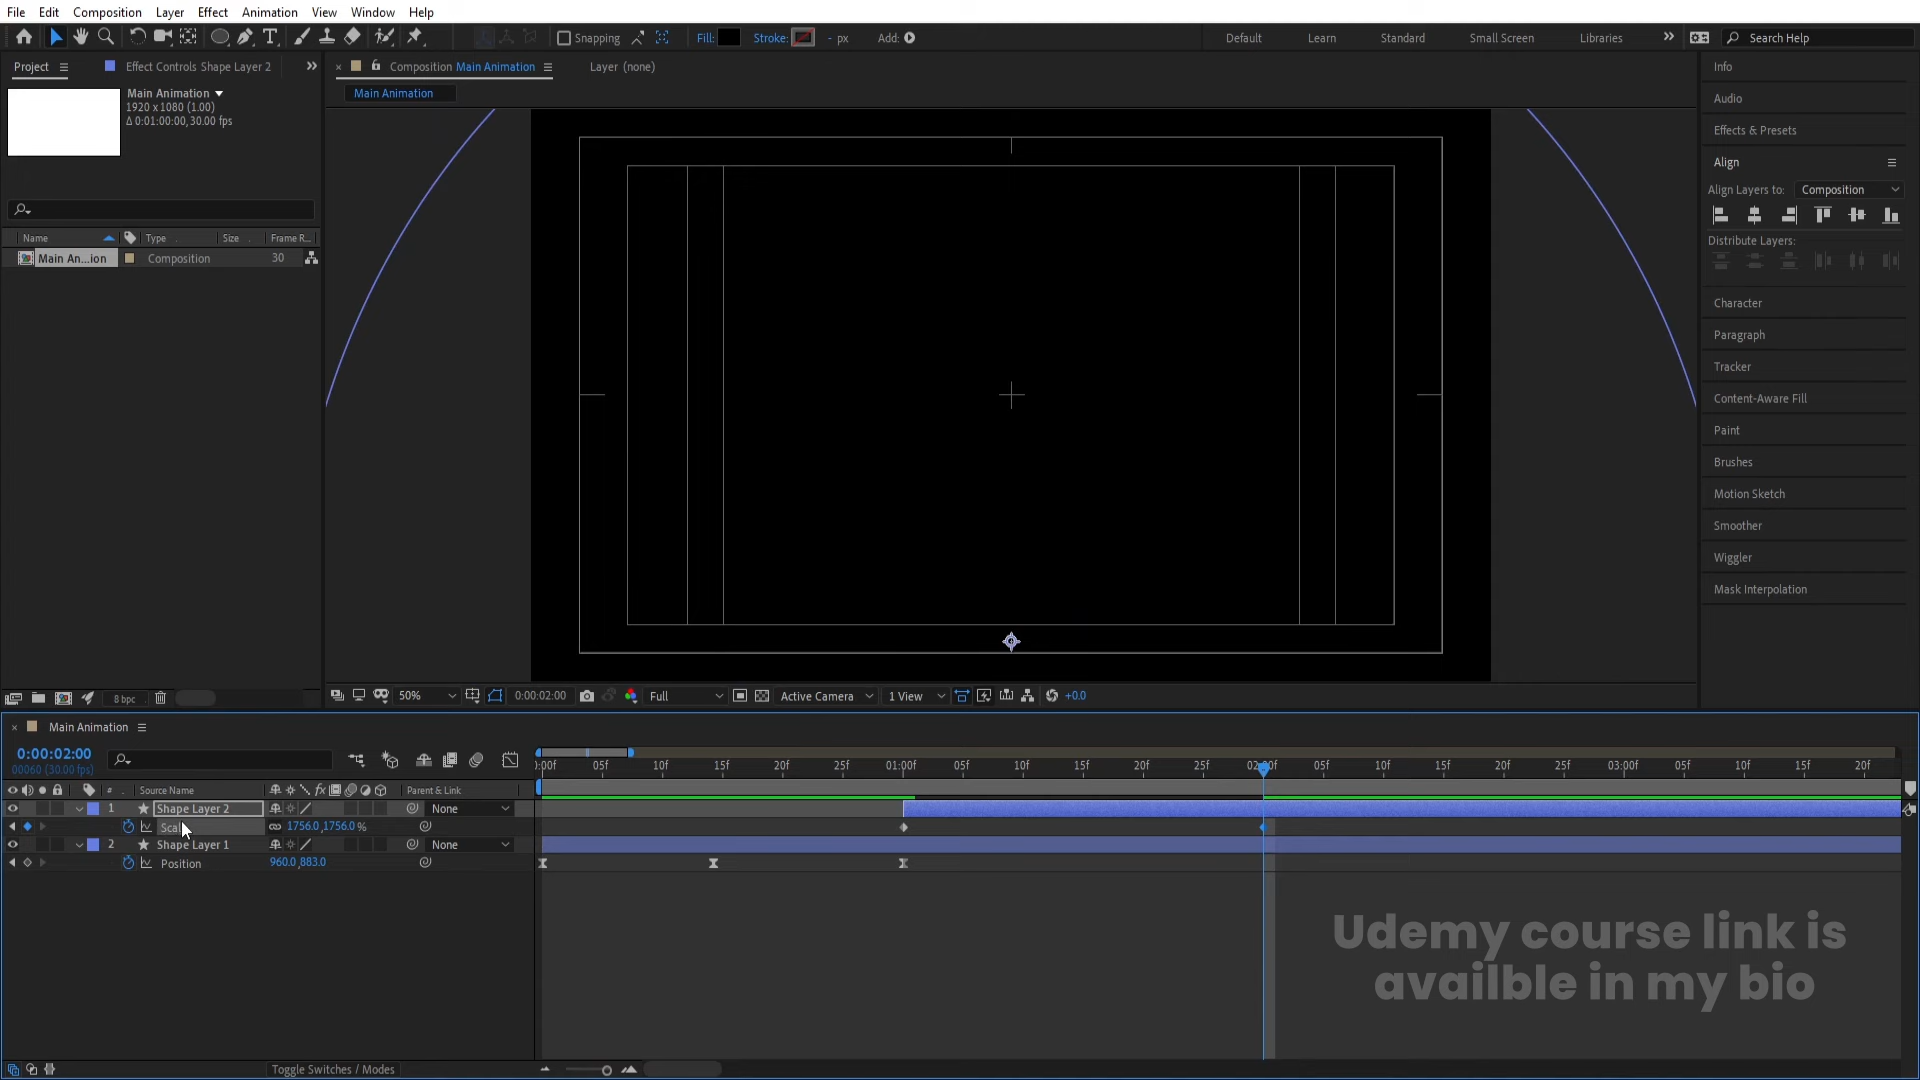 File Edit Composition Layer Effect Animation View Window Help
Snapping Fill: Stroke: - px Add: Default Learn Standard Small Screen Libraries Search Help
Project Effect Controls Shape Layer 2 Composition Main Animation Layer (none) Info
Main Animation
Main Animation
1920 x 1080 (1.00)
Δ 0:01:00:00, 30.00 fps
Audio
Effects & Presets
Align
Align Layers to: Composition
Distribute Layers:
Name Type Size Frame R...
Main An...ion Composition 30
Character
Paragraph
Tracker
Content-Aware Fill
Paint
Brushes
Motion Sketch
Smoother
Wiggler
Mask Interpolation
8 bpc 50% 0:00:02:00 Full Active Camera 1 View +0.0
Main Animation
0:00:02:00
00060 (30.00 fps)
:00f 05f 10f 15f 20f 25f 01:00f 05f 10f 15f 20f 25f 02:00f 05f 10f 15f 20f 25f 03:00f 05f 10f 15f 20f
# Source Name fx Parent & Link
1 Shape Layer 2 None
Scal 1756.0,1756.0 %
2 Shape Layer 1 None
Position 960.0,883.0
Udemy course link is
availble in my bio
Toggle Switches / Modes